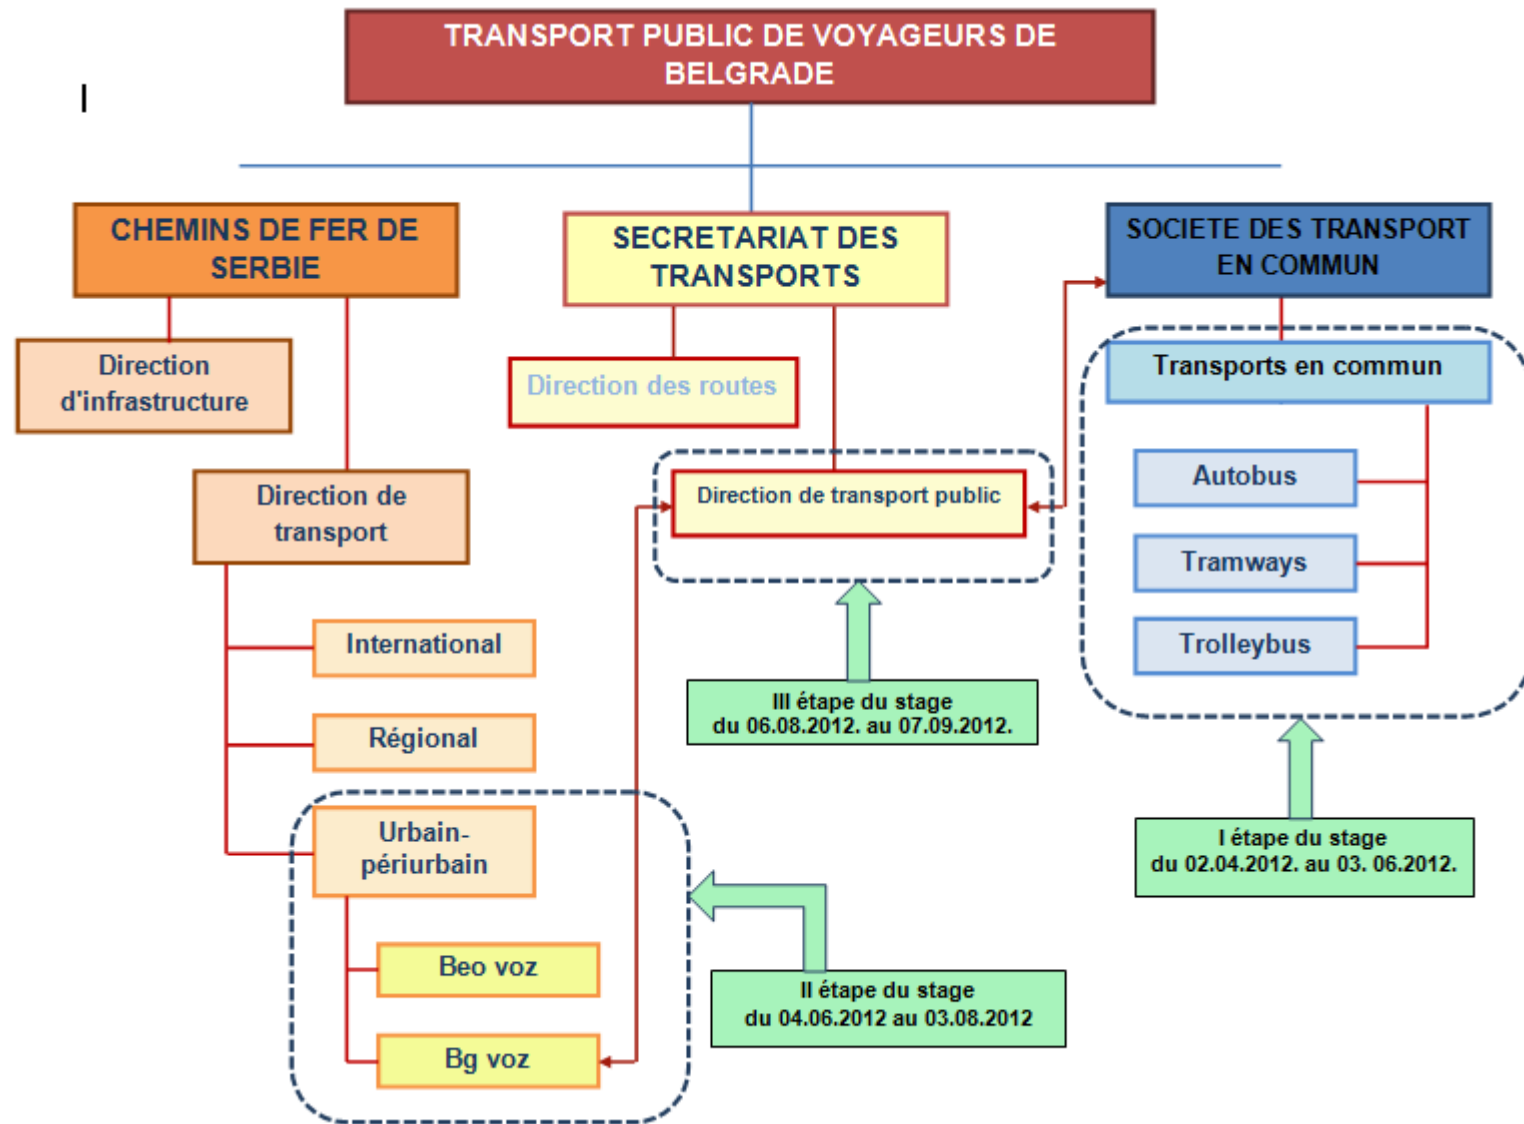 TRANSPORT PUBLIC DE VOYAGEURS DE
BELGRADE
I
CHEMINS DE FER DE
SERBIE
SECRETARIAT DES
TRANSPORTS
SOCIETE DES TRANSPORT
EN COMMUN
Direction
d'infrastructure
Direction des routes
Transports en commun
Direction de
transport
Direction de transport public
Autobus
Tramways
Trolleybus
International
Régional
Urbain-
périurbain
Beo voz
Bg voz
III étape du stage
du 06.08.2012. au 07.09.2012.
I étape du stage
du 02.04.2012. au 03. 06.2012.
II étape du stage
du 04.06.2012 au 03.08.2012